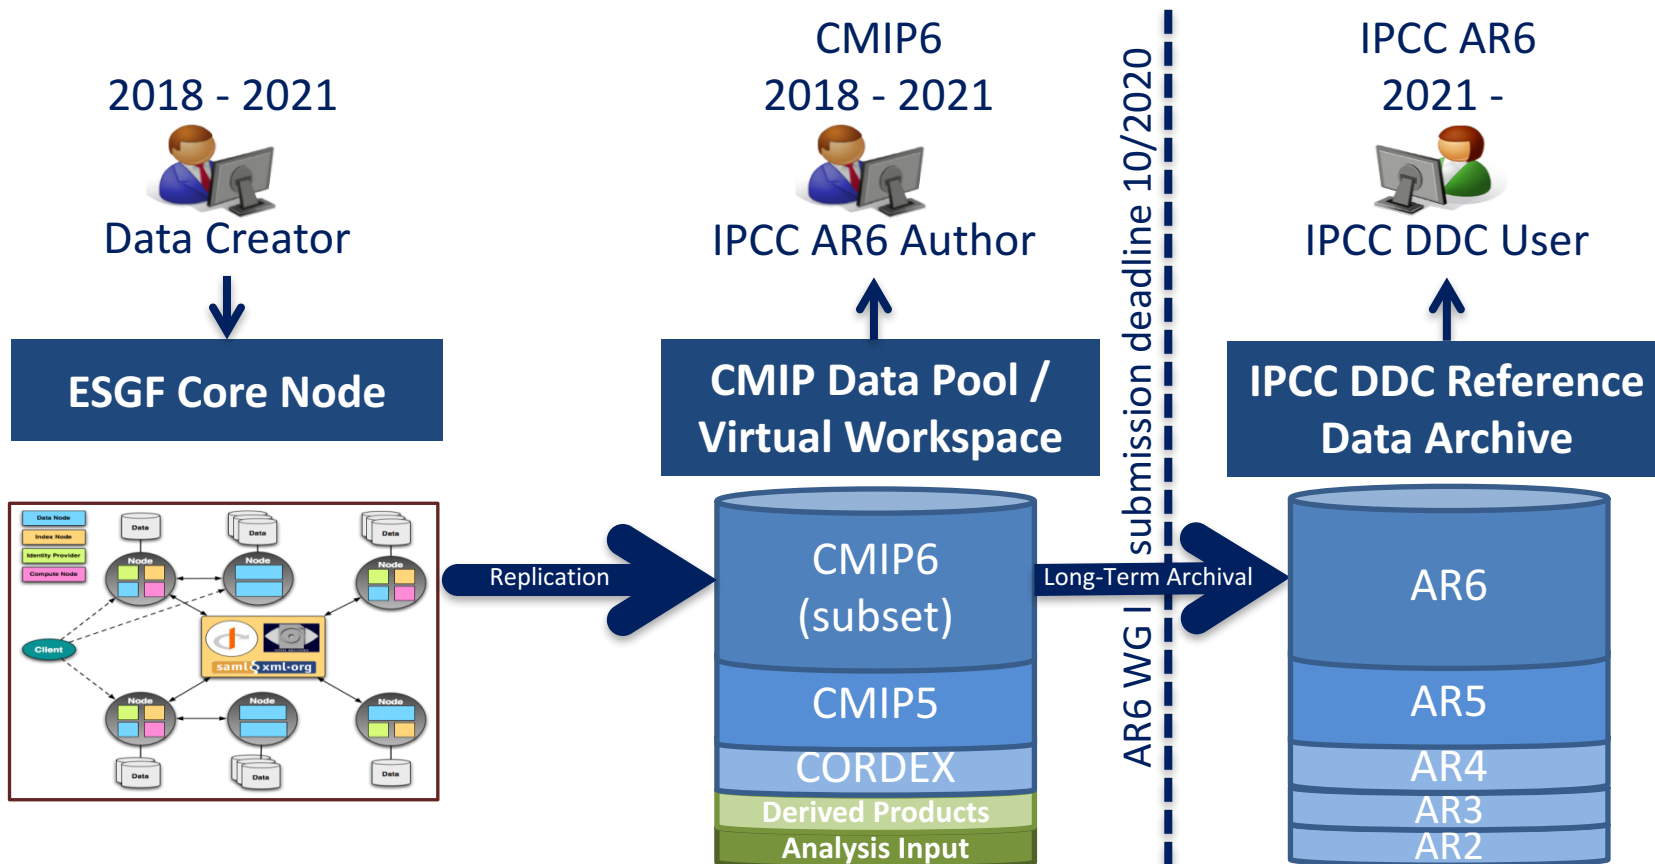 2018 - 2021
Data Creator
ESGF Core Node
Data Node
Index Node
Identity Provider
Compute Node
Data
Data
Data
Node
Node
Node
Client
saml xml-org
Node
Node
Node
Data
Data
Data
Replication
CMIP6
2018 - 2021
IPCC AR6 Author
CMIP Data Pool /
Virtual Workspace
CMIP6
(subset)
CMIP5
CORDEX
Derived Products
Analysis Input
AR6 WG I submission deadline 10/2020
Long-Term Archival
IPCC AR6
2021 -
IPCC DDC User
IPCC DDC Reference
Data Archive
AR6
AR5
AR4
AR3
AR2